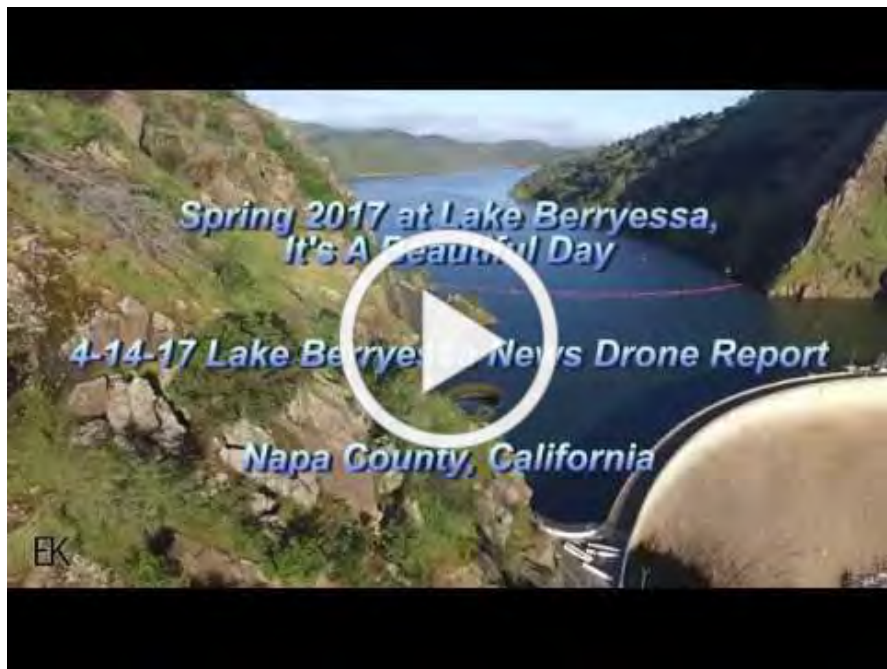 Spring 2017 at Lake Berryessa,
It's A Beautiful Day
4-14-17 Lake Berryessa News Drone Report
Napa County, California
EK